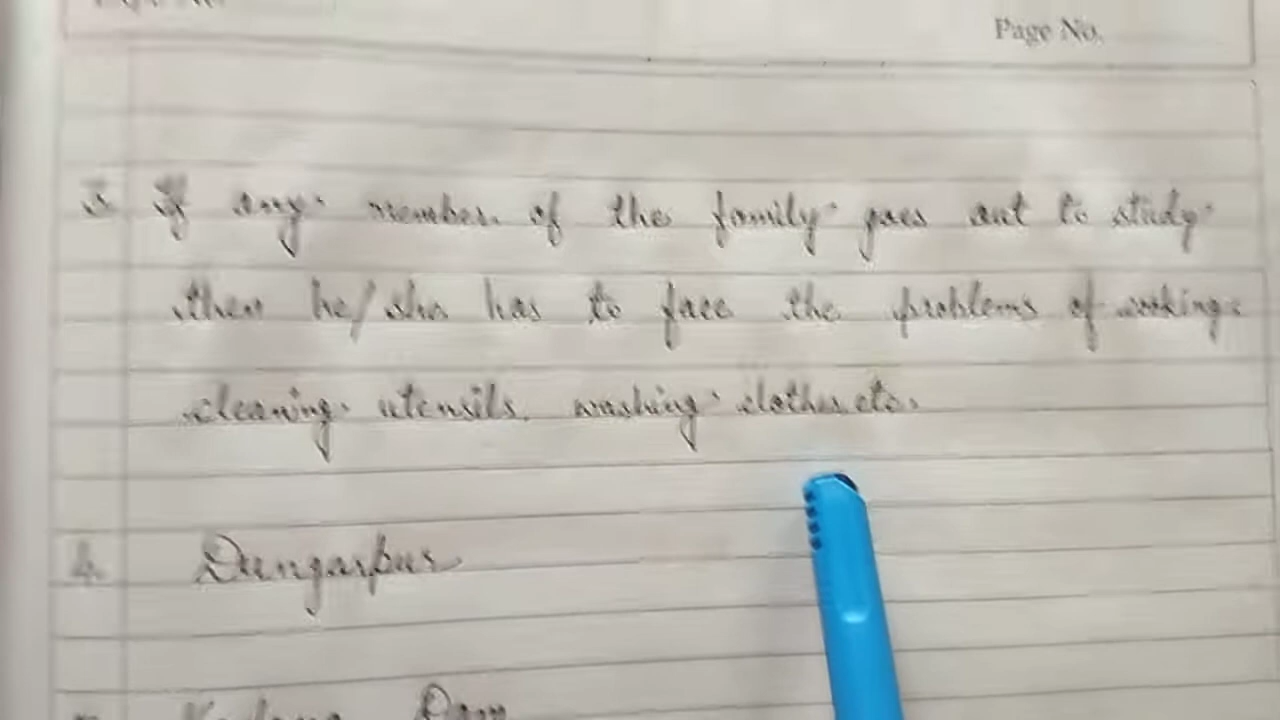 Page No.
3. If any member of the family goes out to study
then he/she has to face the problems of cooking
cleaning utensils, washing clothes etc.
4. Dungarpur
Dam